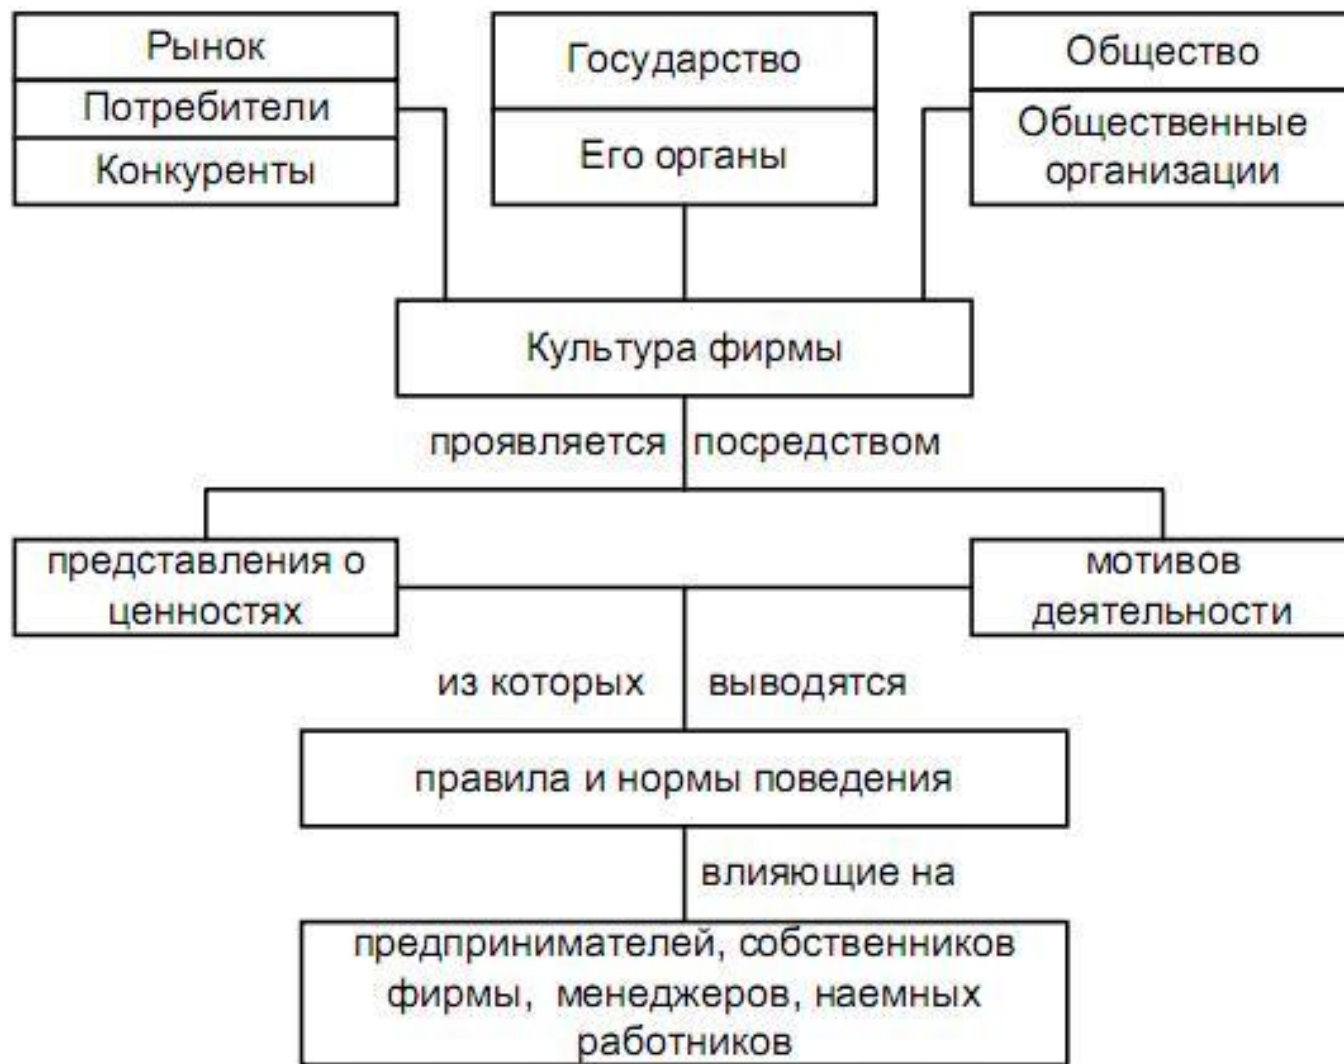 Рынок
Потребители
Конкуренты
Государство
Его органы
Общество
Общественные
организации
Культура фирмы
проявляется посредством
представления о
ценностях
мотивов
деятельности
из которых выводятся
правила и нормы поведения
влияющие на
предпринимателей, собственников
фирмы, менеджеров, наемных
работников